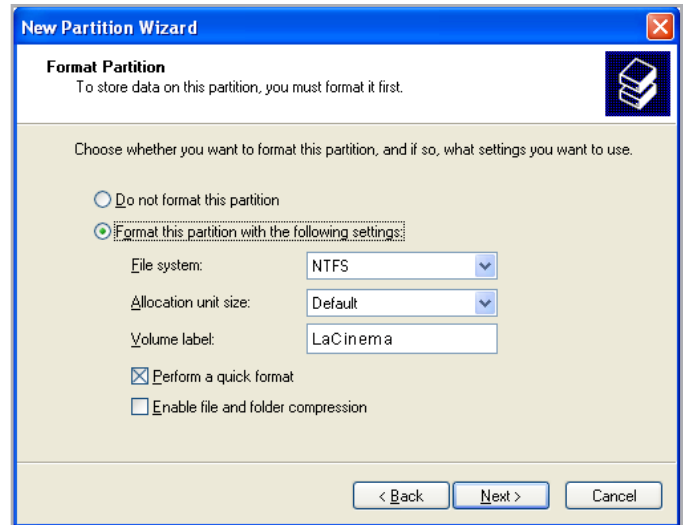 New Partition Wizard
Format Partition
To store data on this partition, you must format it first.
Choose whether you want to format this partition, and if so, what settings you want to use.
Do not format this partition
Format this partition with the following settings:
File system: NTFS
Allocation unit size: Default
Volume label: LaCinema
Perform a quick format
Enable file and folder compression
< Back Next > Cancel